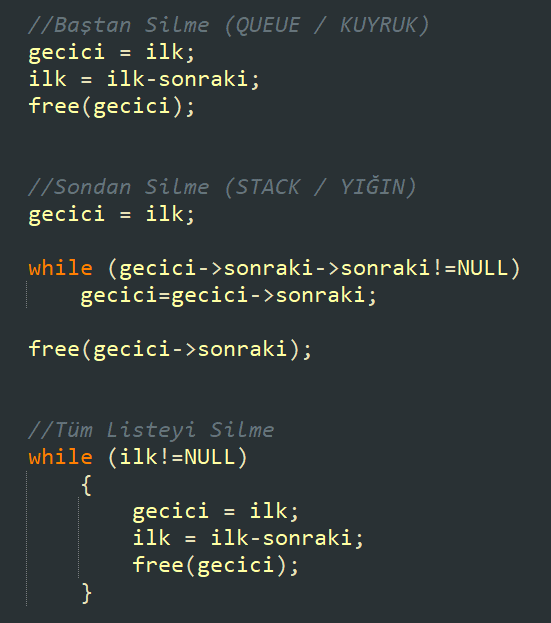 //Baştan Silme (QUEUE / KUYRUK)
gecici = ilk;
ilk = ilk-sonraki;
free(gecici);
//Sondan Silme (STACK / YIĞIN)
gecici = ilk;
while (gecici->sonraki->sonraki!=NULL)
gecici=gecici->sonraki;
free(gecici->sonraki);
//Tüm Listeyi Silme
while (ilk!=NULL)
{
gecici = ilk;
ilk = ilk-sonraki;
free(gecici);
}